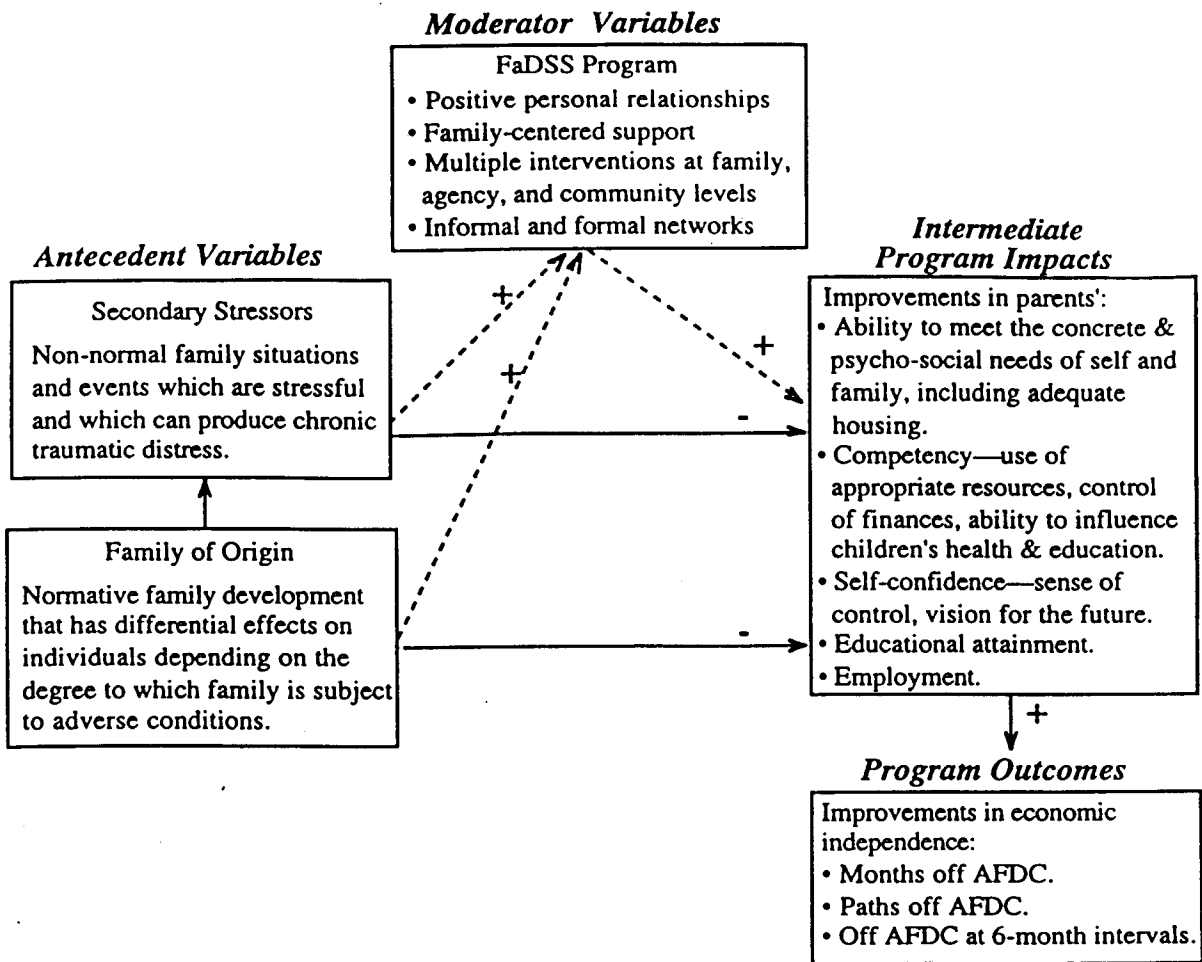 Moderator Variables
FaDSS Program
• Positive personal relationships
• Family-centered support
• Multiple interventions at family,
agency, and community levels
• Informal and formal networks
Antecedent Variables
Secondary Stressors
Non-normal family situations
and events which are stressful
and which can produce chronic
traumatic distress.
Family of Origin
Normative family development
that has differential effects on
individuals depending on the
degree to which family is subject
to adverse conditions.
+
+
+
-
-
Intermediate
Program Impacts
Improvements in parents':
• Ability to meet the concrete &
psycho-social needs of self and
family, including adequate
housing.
• Competency—use of
appropriate resources, control
of finances, ability to influence
children's health & education.
• Self-confidence—sense of
control, vision for the future.
• Educational attainment.
• Employment.
+
Program Outcomes
Improvements in economic
independence:
• Months off AFDC.
• Paths off AFDC.
• Off AFDC at 6-month intervals.